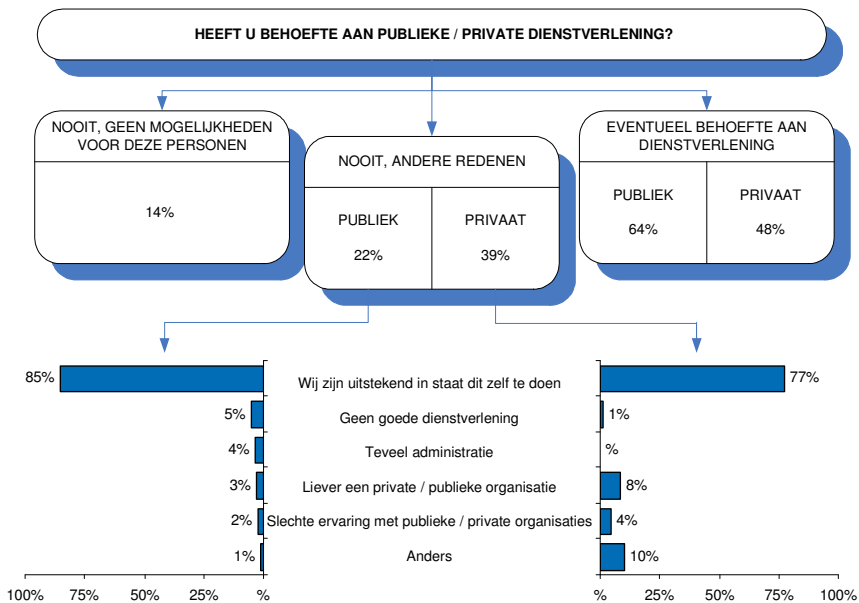 HEEFT U BEHOEFTE AAN PUBLIEKE / PRIVATE DIENSTVERLENING?
NOOIT, GEEN MOGELIJKHEDEN
VOOR DEZE PERSONEN
14%
NOOIT, ANDERE REDENEN
PUBLIEK
22%
PRIVAAT
39%
EVENTUEEL BEHOEFTE AAN
DIENSTVERLENING
PUBLIEK
64%
PRIVAAT
48%
85% Wij zijn uitstekend in staat dit zelf te doen 77%
5% Geen goede dienstverlening 1%
4% Teveel administratie %
3% Liever een private / publieke organisatie 8%
2% Slechte ervaring met publieke / private organisaties 4%
1% Anders 10%
100% 75% 50% 25% % % 25% 50% 75% 100%